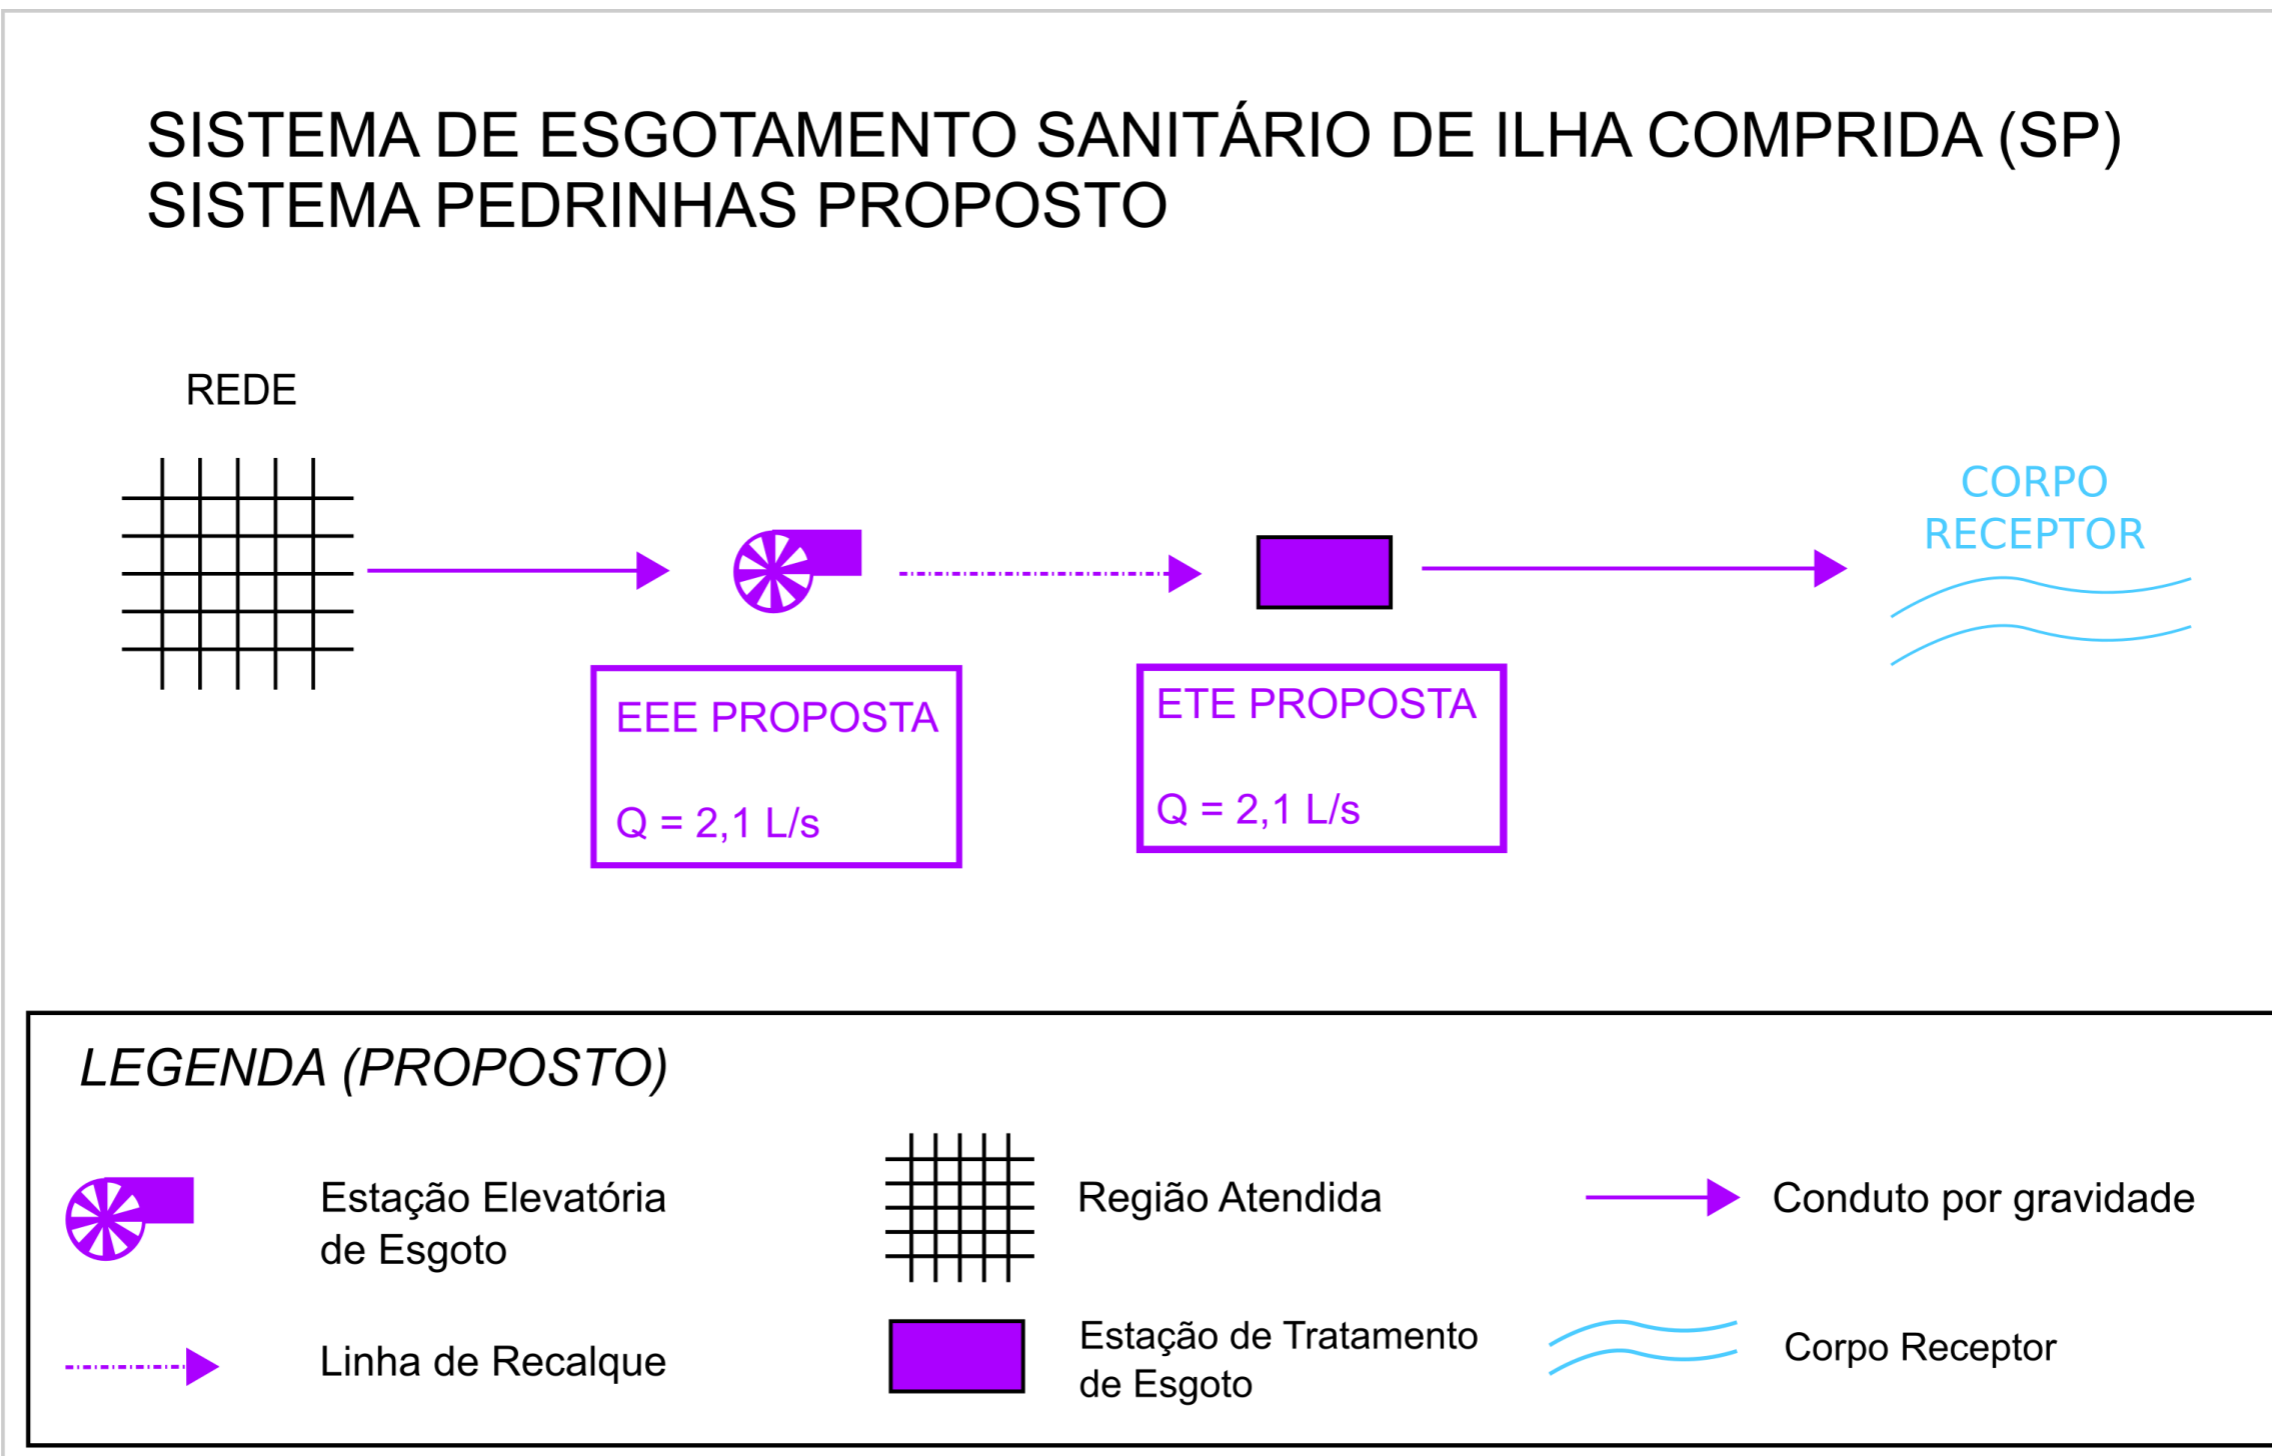 SISTEMA DE ESGOTAMENTO SANITÁRIO DE ILHA COMPRIDA (SP)
SISTEMA PEDRINHAS PROPOSTO
REDE
CORPO
RECEPTOR
EEE PROPOSTA
Q = 2,1 L/s
ETE PROPOSTA
Q = 2,1 L/s
LEGENDA (PROPOSTO)
Estação Elevatória
de Esgoto
Região Atendida
Conduto por gravidade
Linha de Recalque
Estação de Tratamento
de Esgoto
Corpo Receptor